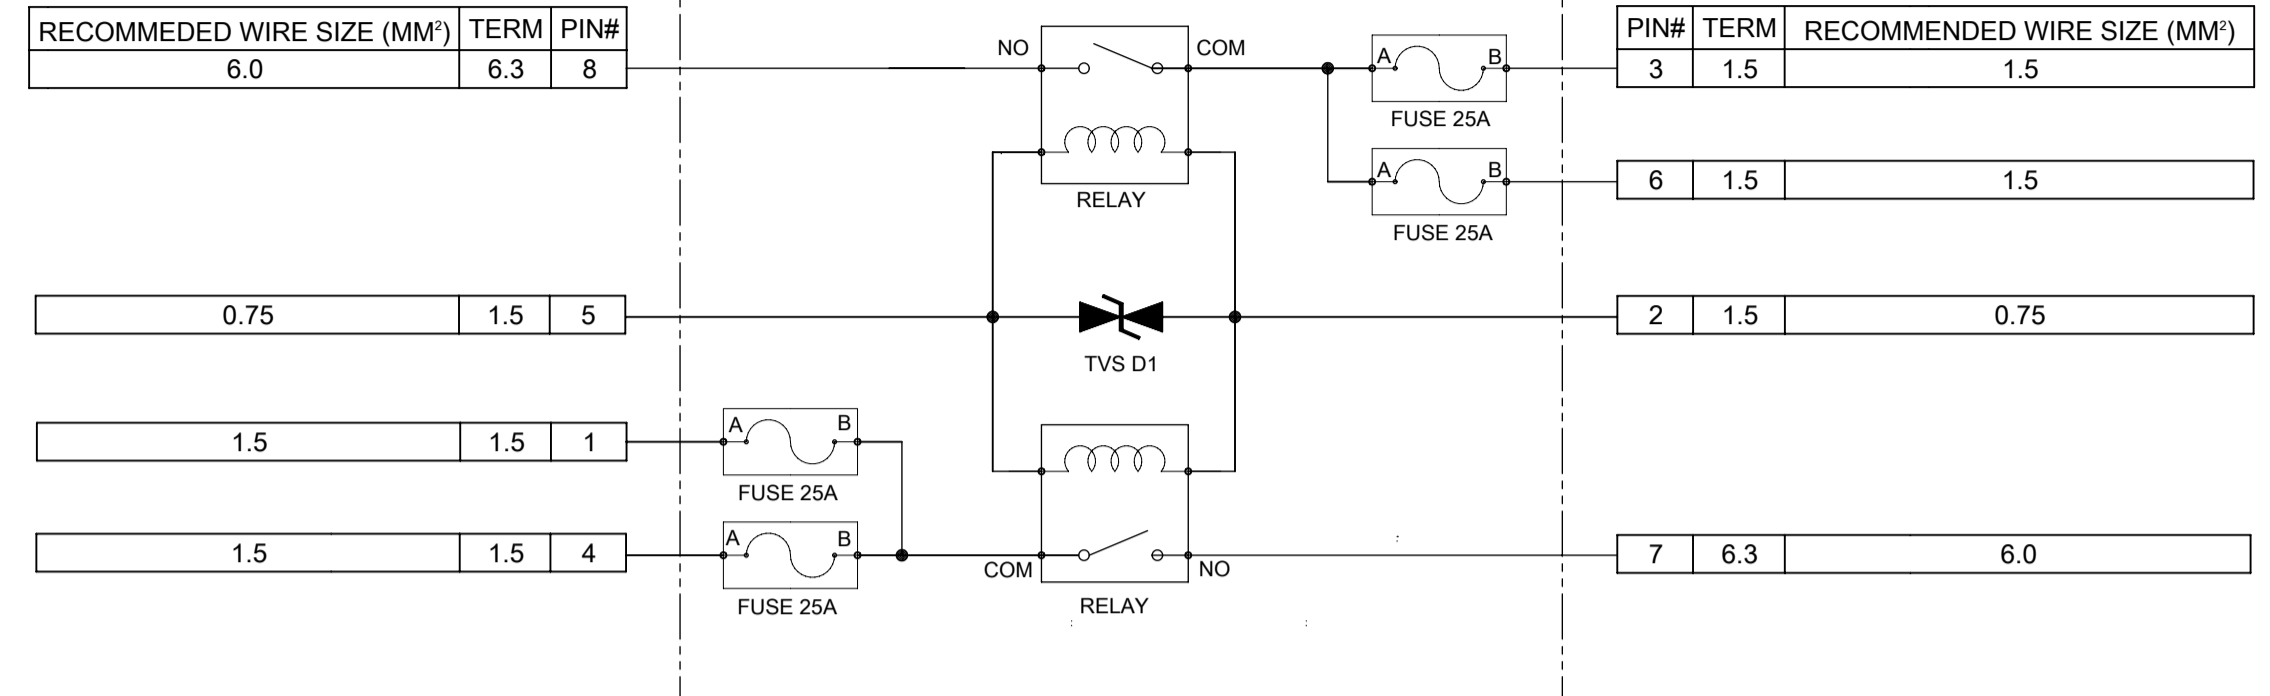 RECOMMEDED WIRE SIZE (MM²) TERM PIN#
6.0 6.3 8
NO
COM
A B
FUSE 25A
PIN# TERM RECOMMENDED WIRE SIZE (MM²)
3 1.5 1.5
RELAY
A B
FUSE 25A
6 1.5 1.5
0.75 1.5 5
TVS D1
2 1.5 0.75
1.5 1.5 1
A B
FUSE 25A
1.5 1.5 4
A B
FUSE 25A
COM
NO
RELAY
7 6.3 6.0